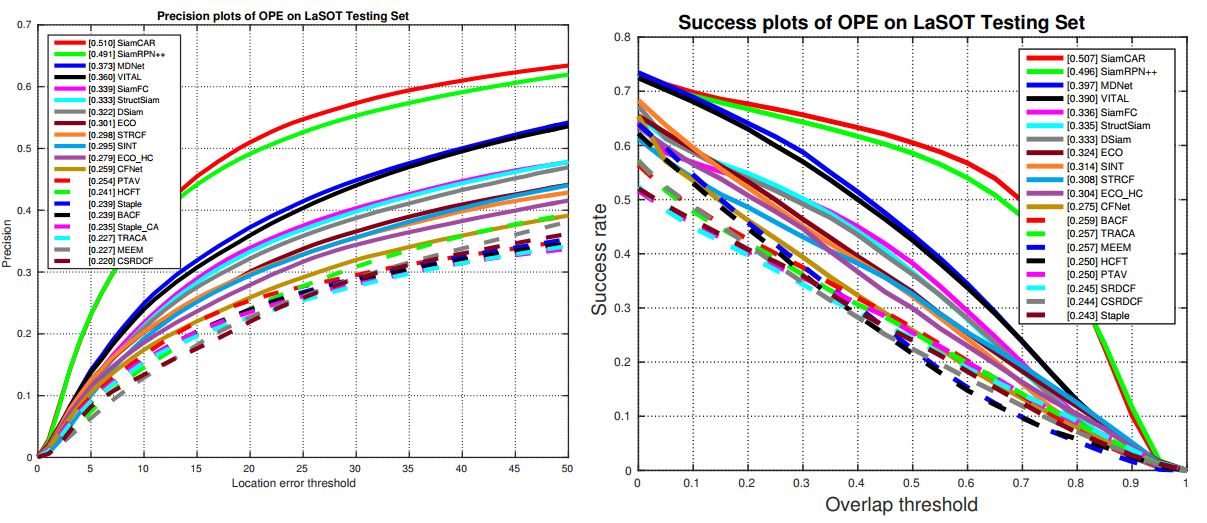 Precision plots of OPE on LaSOT Testing Set
0.7
0.6
0.5
0.4
0.3
0.2
0.1
0
Precision
[0.510] SiamCAR
[0.491] SiamRPN++
[0.373] MDNet
[0.360] VITAL
[0.339] SiamFC
[0.333] StructSiam
[0.322] DSiam
[0.301] ECO
[0.298] STRCF
[0.295] SINT
[0.279] ECO_HC
[0.259] CFNet
[0.254] PTAV
[0.241] HCFT
[0.239] Staple
[0.239] BACF
[0.235] Staple_CA
[0.227] TRACA
[0.227] MEEM
[0.220] CSRDCF
0 5 10 15 20 25 30 35 40 45 50
Location error threshold
Success plots of OPE on LaSOT Testing Set
0.8
0.7
0.6
0.5
0.4
0.3
0.2
0.1
0
Success rate
[0.507] SiamCAR
[0.496] SiamRPN++
[0.397] MDNet
[0.390] VITAL
[0.336] SiamFC
[0.335] StructSiam
[0.333] DSiam
[0.324] ECO
[0.314] SINT
[0.308] STRCF
[0.304] ECO_HC
[0.275] CFNet
[0.259] BACF
[0.257] TRACA
[0.257] MEEM
[0.250] HCFT
[0.250] PTAV
[0.245] SRDCF
[0.244] CSRDCF
[0.243] Staple
0 0.1 0.2 0.3 0.4 0.5 0.6 0.7 0.8 0.9 1
Overlap threshold